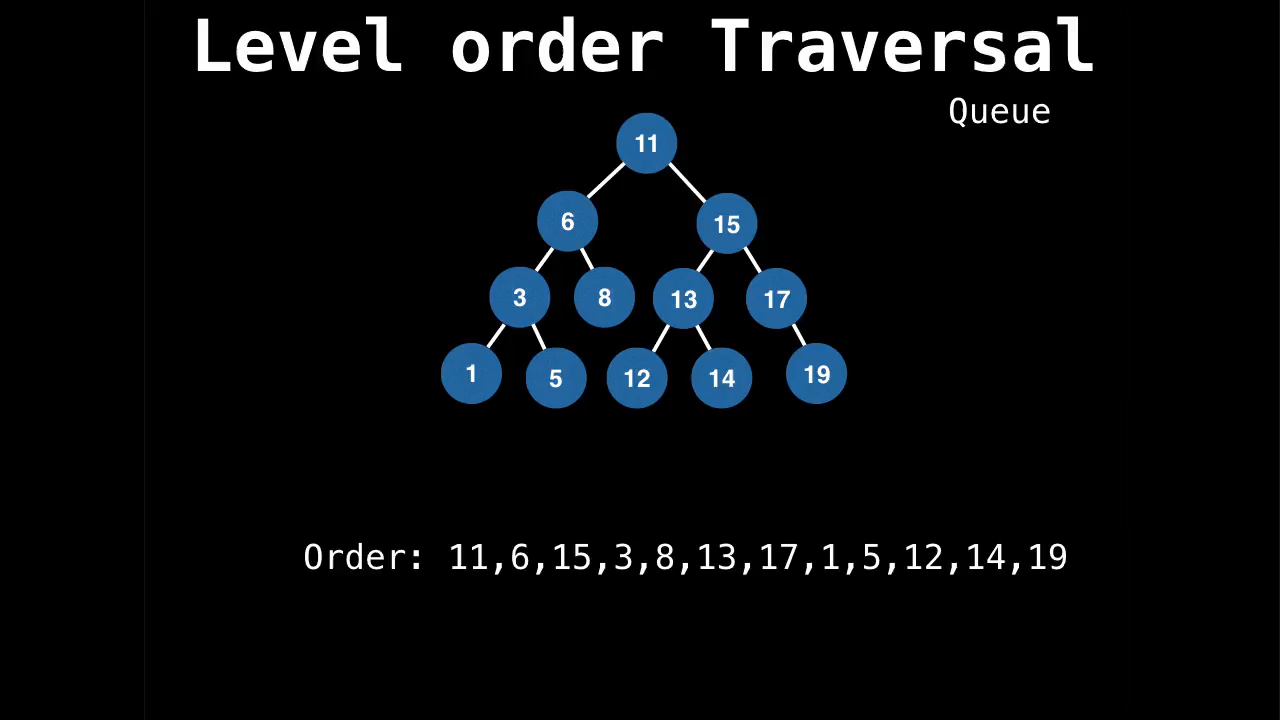 Level order Traversal
Queue
11
6 15
3 8 13 17
1 5 12 14 19
Order: 11,6,15,3,8,13,17,1,5,12,14,19